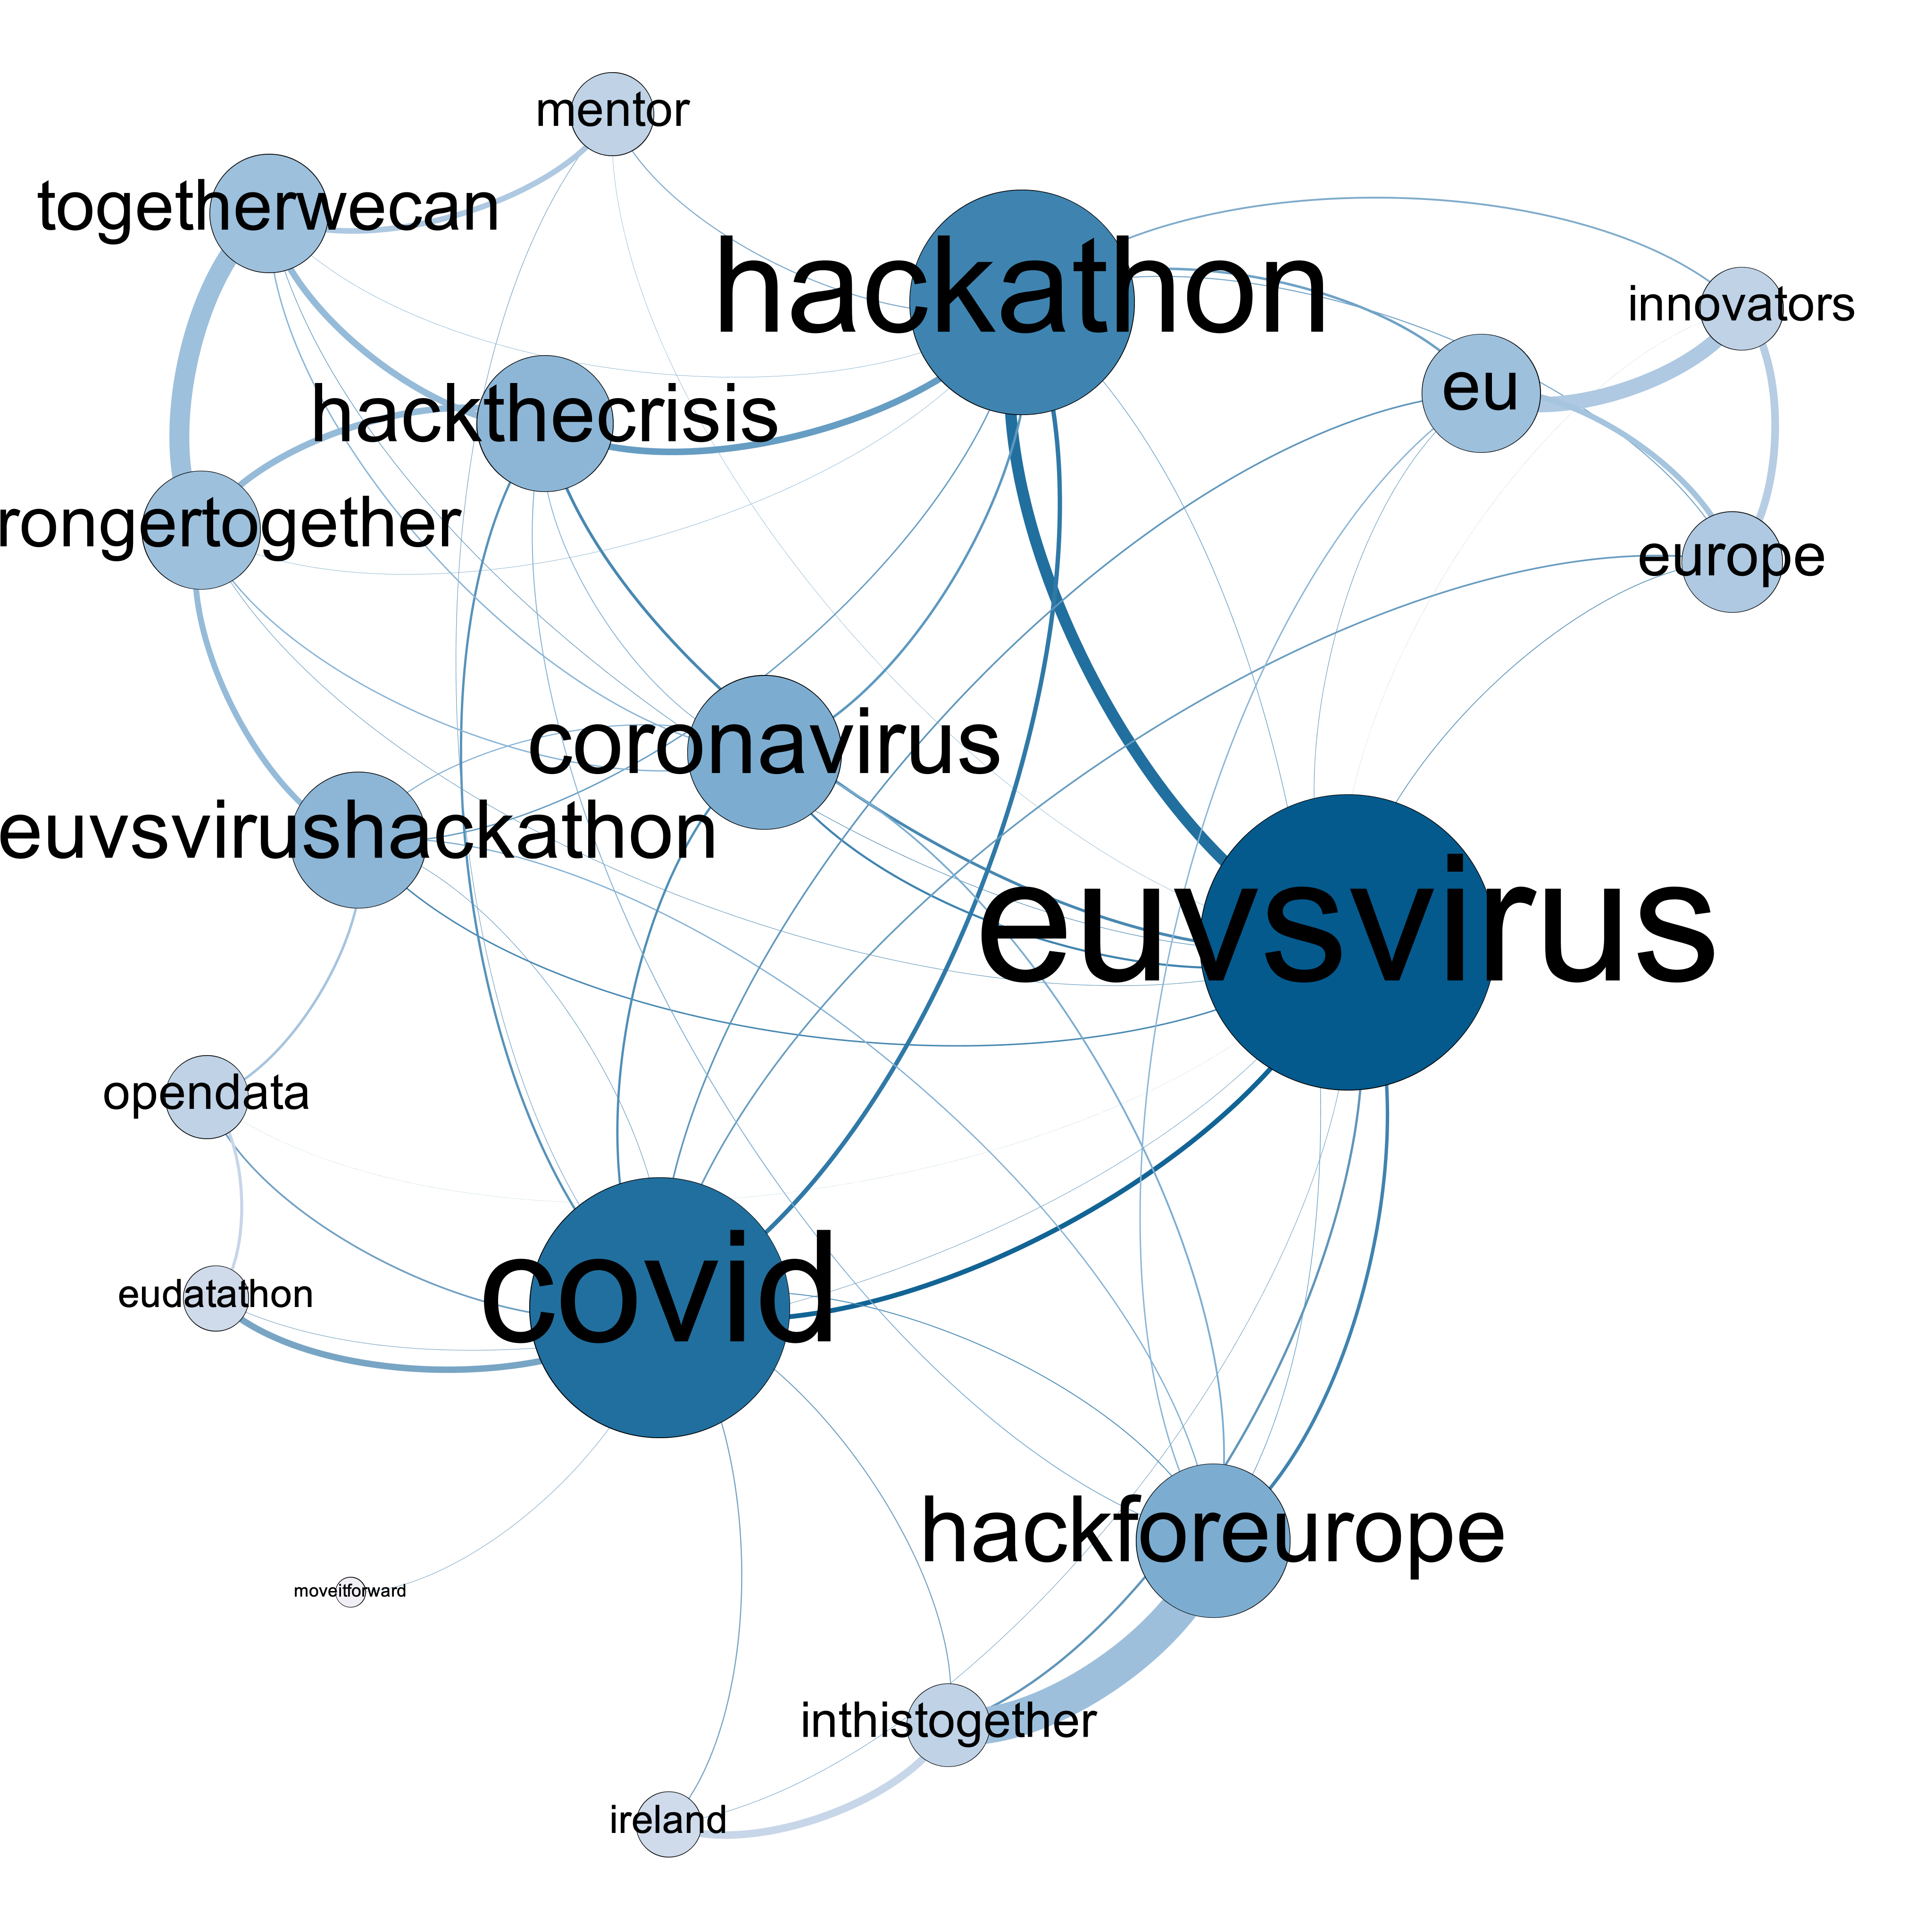 mentor
togetherwecan
hackathon
innovators
eu
hackthecrisis
rongertogether
europe
coronavirus
euvsvirushackathon
euvsvirus
opendata
eudatathon
covid
hackforeurope
moveitforward
inthistogether
ireland